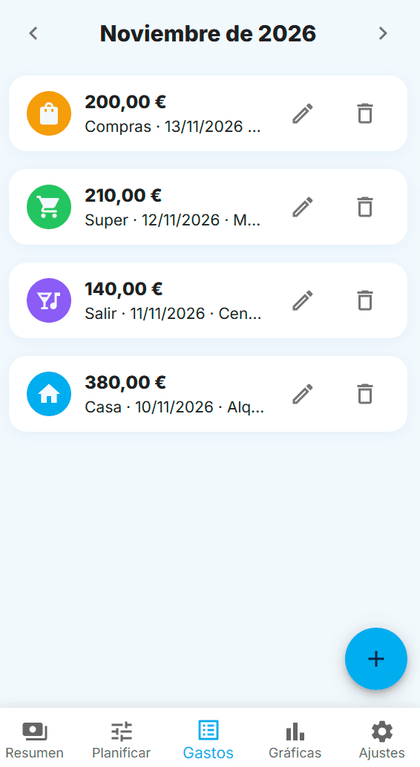 Noviembre de 2026
200,00 €
Compras · 13/11/2026 ...
210,00 €
Super · 12/11/2026 · M...
140,00 €
Salir · 11/11/2026 · Cen...
380,00 €
Casa · 10/11/2026 · Alq...
Resumen Planificar Gastos Gráficas Ajustes